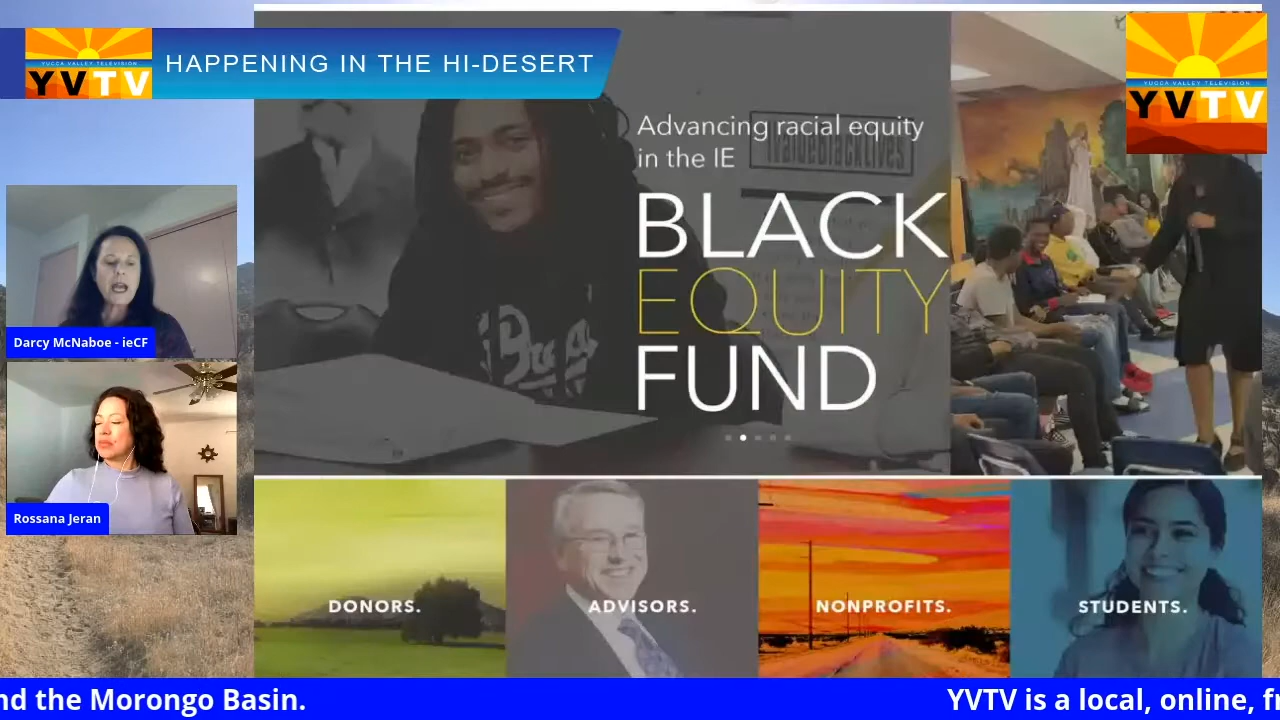 YUCCA VALLEY TELEVISION
YVTV
HAPPENING IN THE HI-DESERT
YUCCA VALLEY TELEVISION
YVTV
Advancing racial equity
in the IE
BLACK
EQUITY
FUND
Darcy McNaboe - ieCF
Rossana Jeran
DONORS.
ADVISORS.
NONPROFITS.
STUDENTS.
nd the Morongo Basin.
YVTV is a local, online, fr